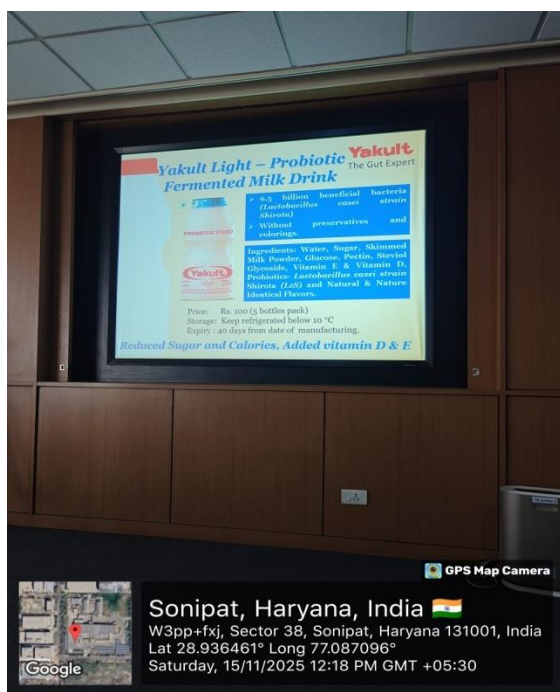 Yakult Light – Probiotic
Fermented Milk Drink
Yakult
The Gut Expert
PROBIOTIC FOOD
Yakult
➢ 6.5 billion beneficial bacteria
(Lactobacillus casei strain
Shirota)
➢ Without preservatives and
colorings.
Ingredients: Water, Sugar, Skimmed
Milk Powder, Glucose, Pectin, Steviol
Glycoside, Vitamin E & Vitamin D,
Probiotics- Lactobacillus casei strain
Shirota (LcS) and Natural & Nature
Identical Flavors.
Price: Rs. 100 (5 bottles pack)
Storage: Keep refrigerated below 10 °C
Expiry : 40 days from date of manufacturing.
Reduced Sugar and Calories, Added vitamin D & E
GPS Map Camera
Sonipat, Haryana, India
W3pp+fxj, Sector 38, Sonipat, Haryana 131001, India
Lat 28.936461° Long 77.087096°
Saturday, 15/11/2025 12:18 PM GMT +05:30
Google